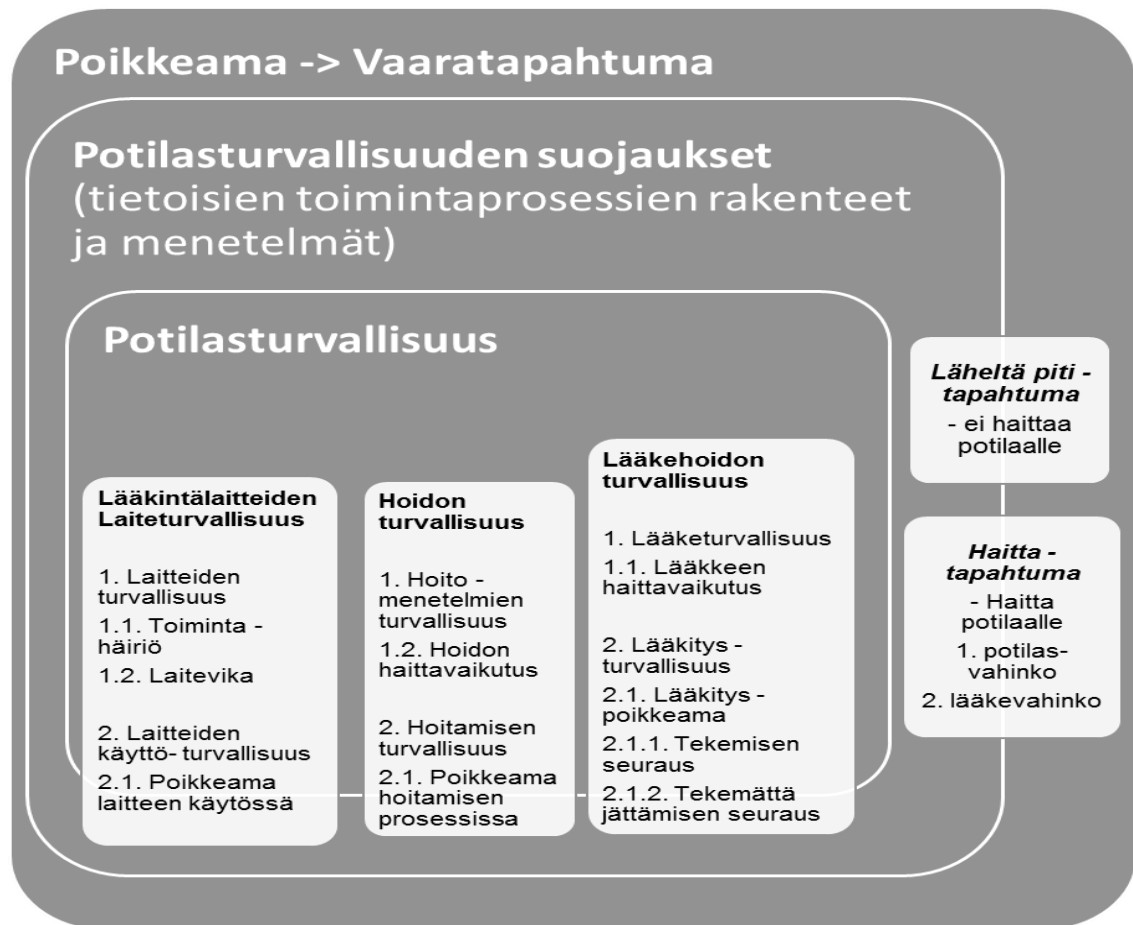 Poikkeama -> Vaaratapahtuma
Potilasturvallisuuden suojaukset
(tietoisien toimintaprosessien rakenteet
ja menetelmät)
Potilasturvallisuus
Lääkintälaitteiden
Laiteturvallisuus
1. Laitteiden
turvallisuus
1.1. Toiminta -
häiriö
1.2. Laitevika
2. Laitteiden
käyttö- turvallisuus
2.1. Poikkeama
laitteen käytössä
Hoidon
turvallisuus
1. Hoito -
menetelmien
turvallisuus
1.2. Hoidon
haittavaikutus
2. Hoitamisen
turvallisuus
2.1. Poikkeama
hoitamisen
prosessissa
Lääkehoidon
turvallisuus
1. Lääketurvallisuus
1.1. Lääkkeen
haittavaikutus
2. Lääkitys -
turvallisuus
2.1. Lääkitys -
poikkeama
2.1.1. Tekemisen
seuraus
2.1.2. Tekemättä
jättämisen seuraus
Läheltä piti -
tapahtuma
- ei haittaa
potilaalle
Haitta -
tapahtuma
- Haitta
potilaalle
1. potilas-
vahinko
2. lääkevahinko